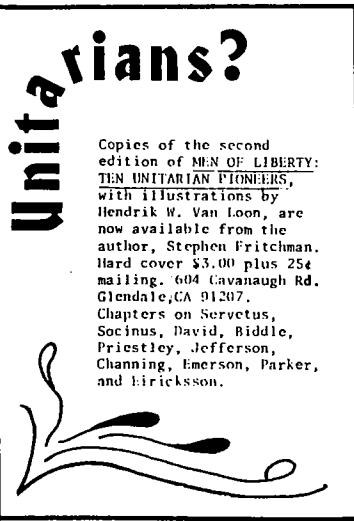 Unitarians?
Copies of the second
edition of MEN OF LIBERTY:
TEN UNITARIAN PIONEERS,
with illustrations by
Hendrik W. Van Loon, are
now available from the
author, Stephen Fritchman.
Hard cover $3.00 plus 25¢
mailing. 604 Cavanaugh Rd.
Glendale,CA 91207.
Chapters on Servetus,
Socinus, David, Biddle,
Priestley, Jefferson,
Channing, Emerson, Parker,
and Eiricksson.